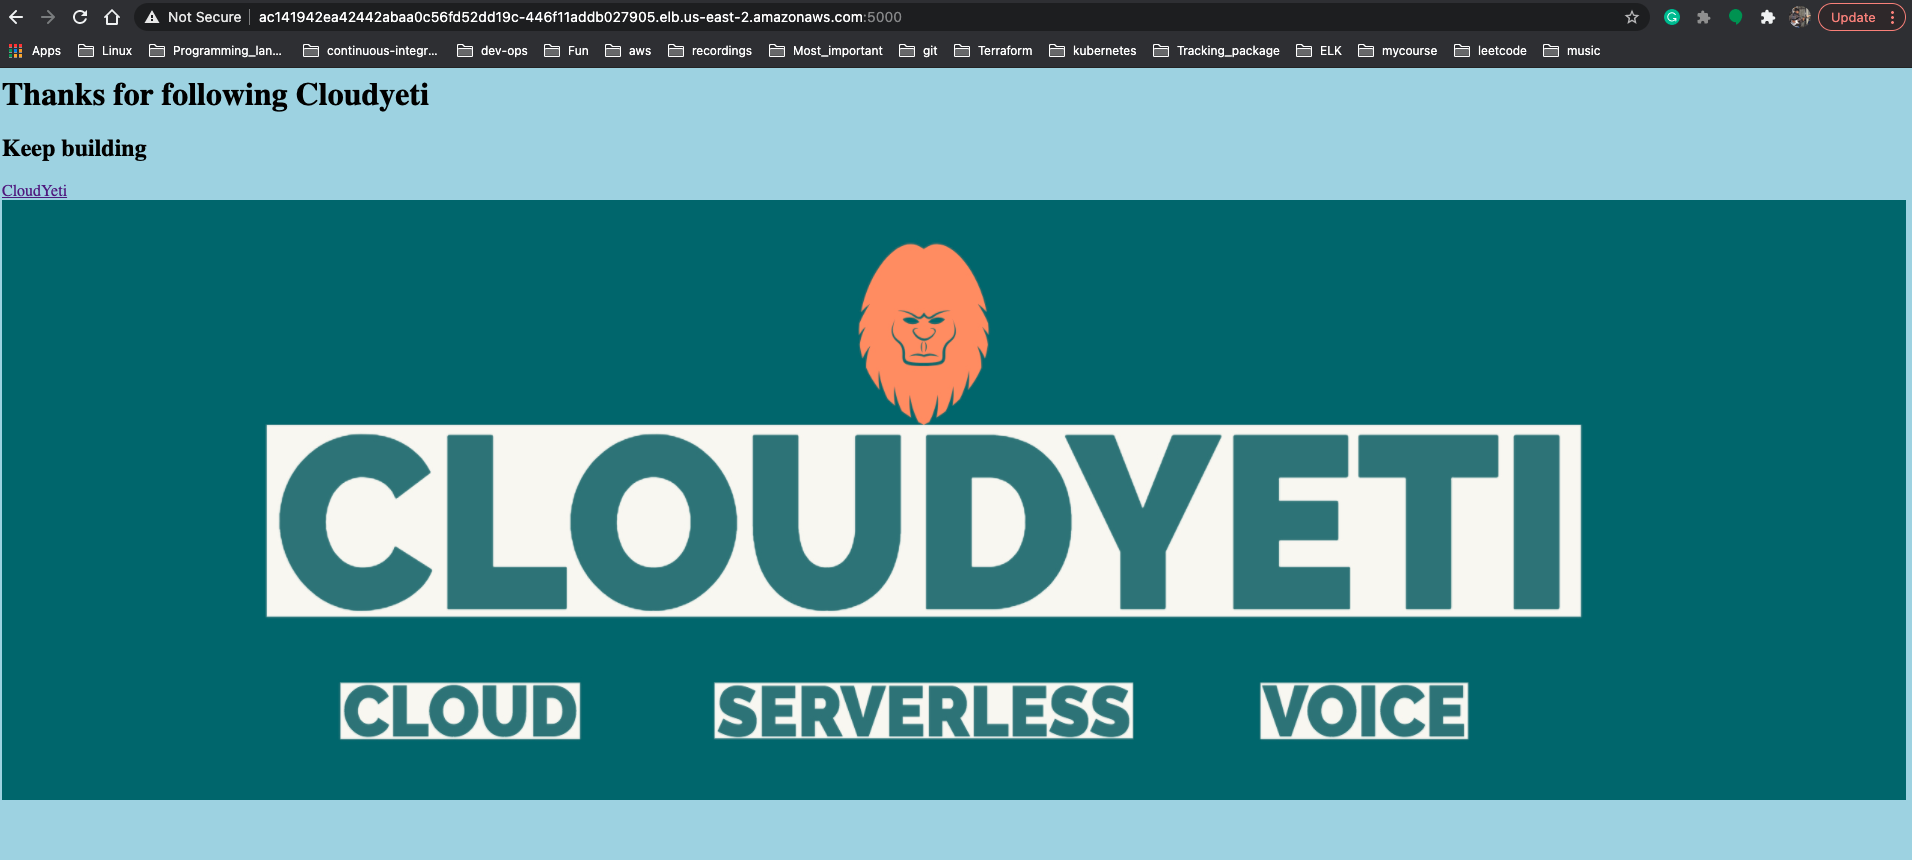 Not Secure ac141942ea42442abaa0c56fd52dd19c-446f11addb027905.elb.us-east-2.amazonaws.com:5000 Update
Apps Linux Programming_lan... continuous-integr... dev-ops Fun aws recordings Most_important git Terraform kubernetes Tracking_package ELK mycourse leetcode music
Thanks for following Cloudyeti
Keep building
CloudYeti
CLOUDYETI
CLOUD SERVERLESS VOICE